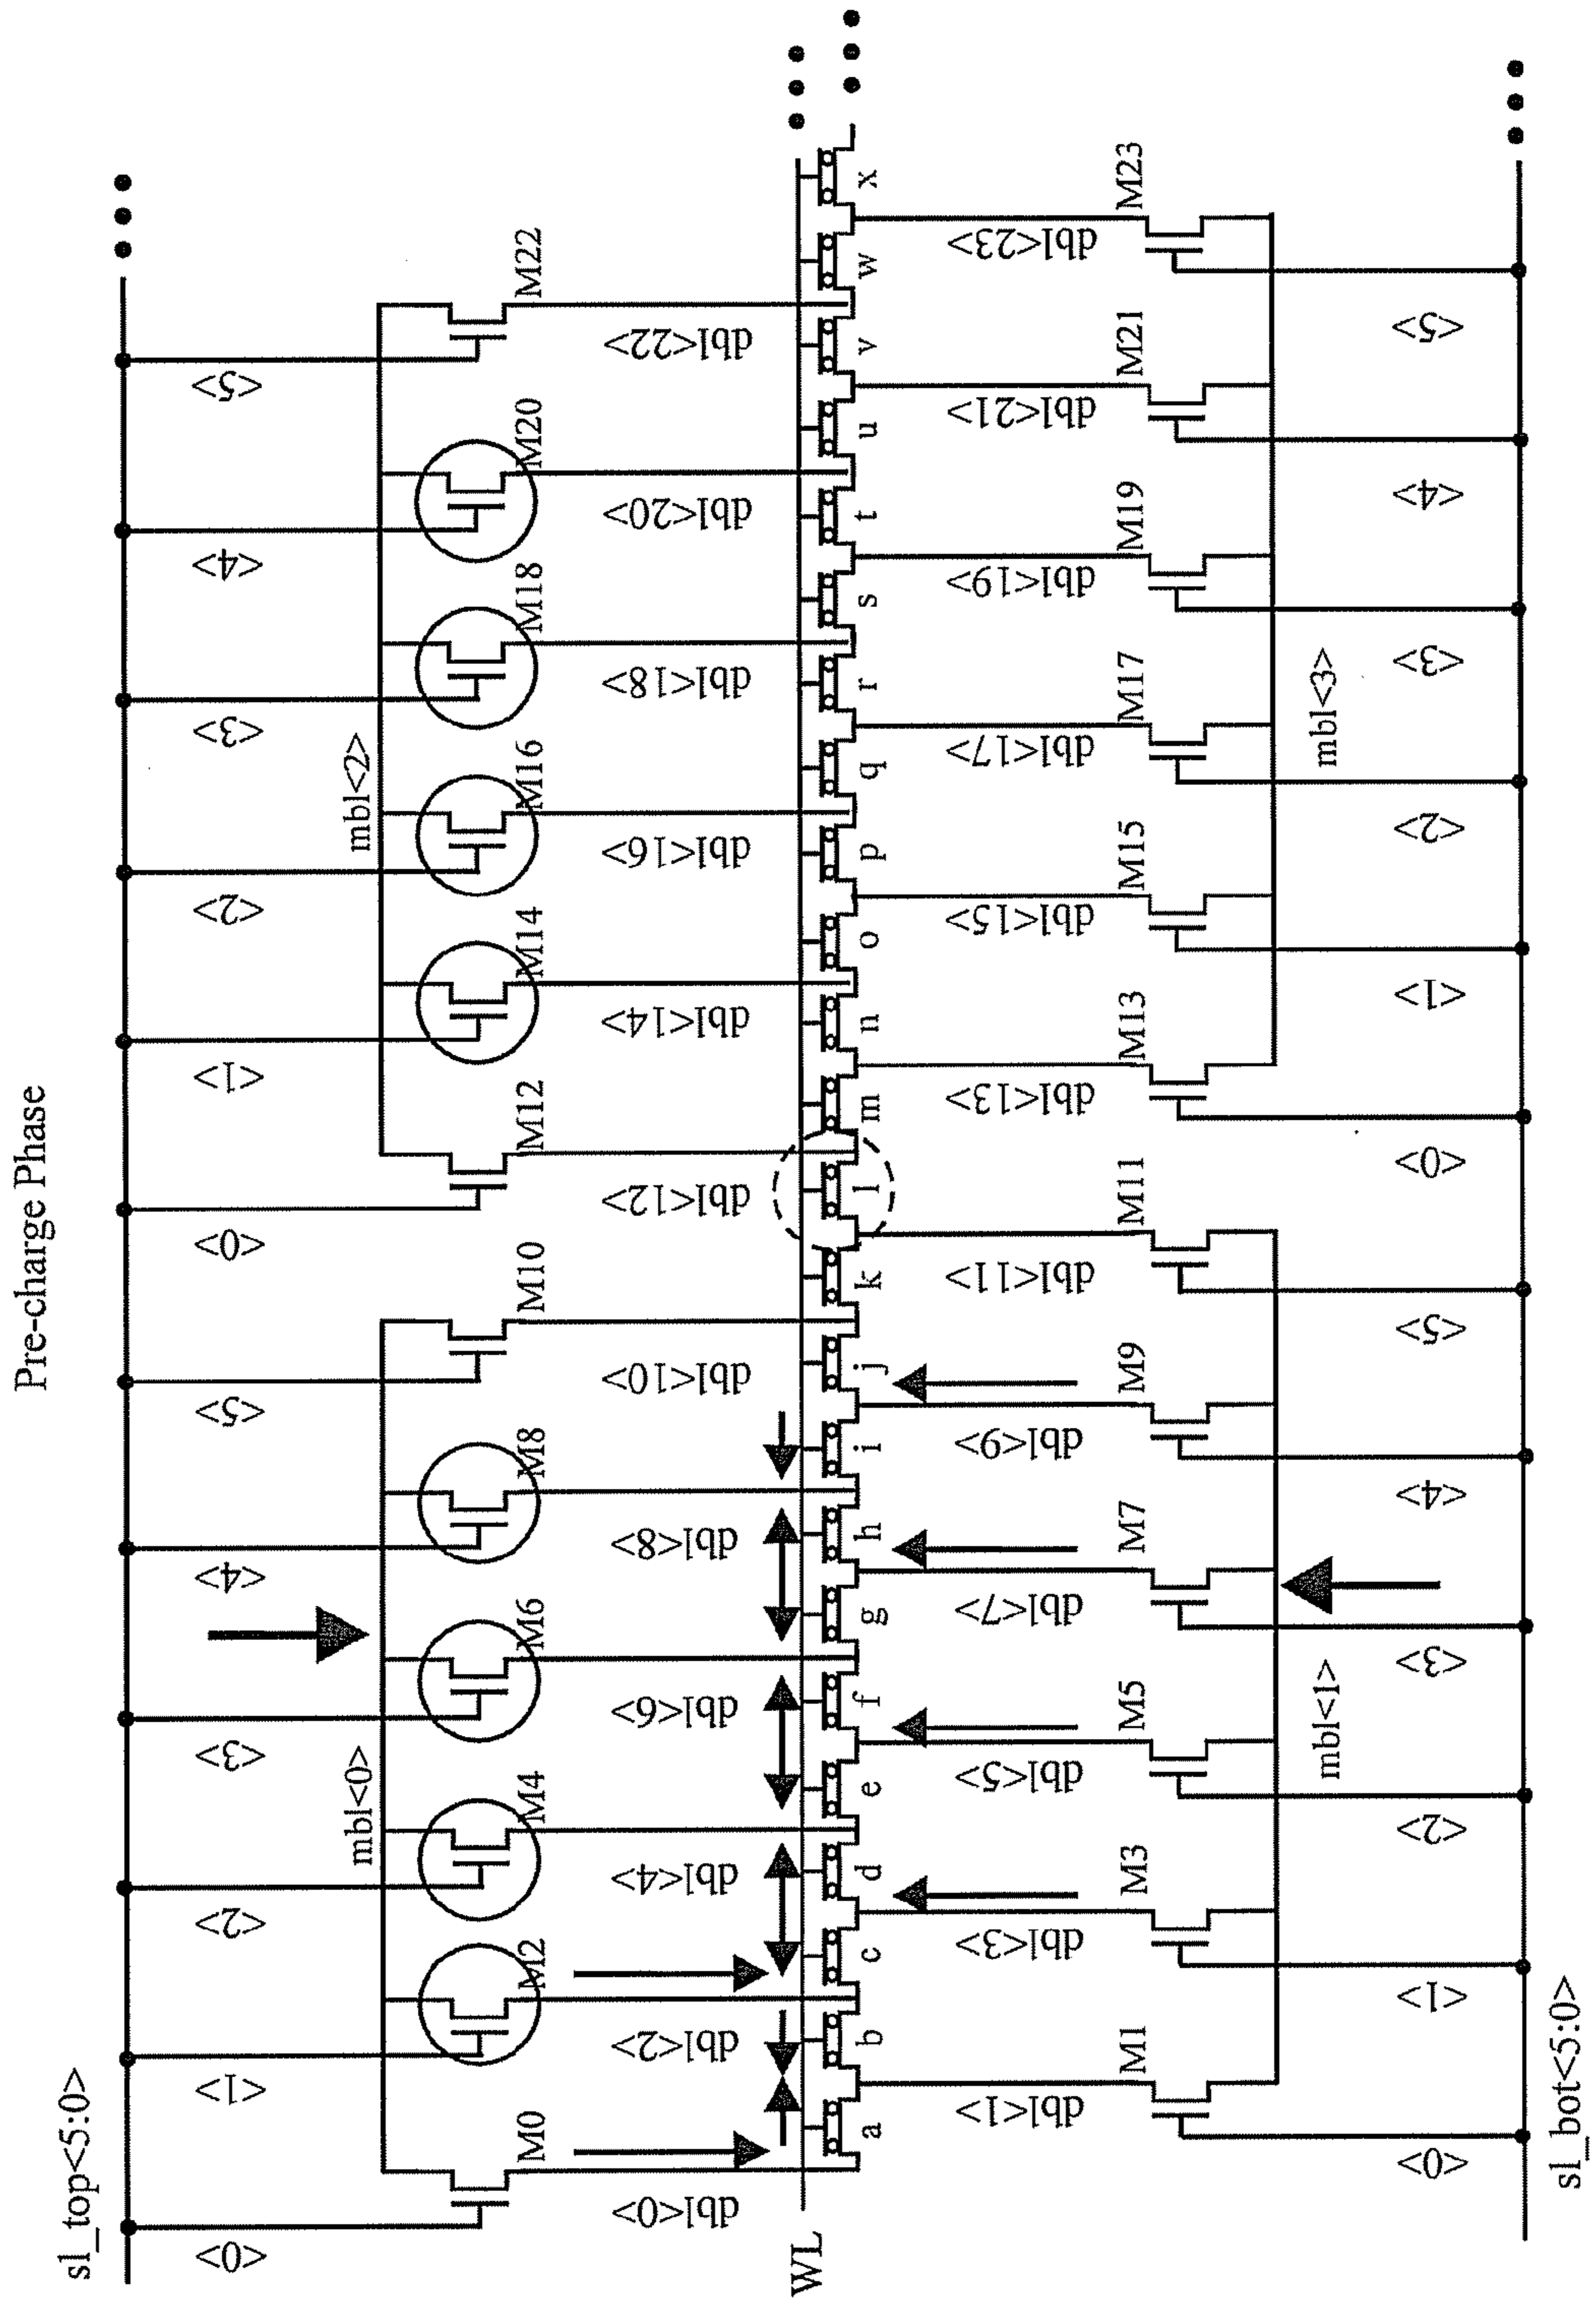 Pre-charge Phase
sl_top<5:0>
<0>
<1>
<2>
<3>
<4>
<5>
<0>
<1>
<2>
<3>
<4>
<5>
mbl<0>
mbl<2>
M0
M2
M4
M6
M8
M10
M12
M14
M16
M18
M20
M22
dbl<0>
dbl<2>
dbl<4>
dbl<6>
dbl<8>
dbl<10>
dbl<12>
dbl<14>
dbl<16>
dbl<18>
dbl<20>
dbl<22>
WL
a b c d e f g h i j k l m n o p q r s t u v w x
dbl<1>
dbl<3>
dbl<5>
dbl<7>
dbl<9>
dbl<11>
dbl<13>
dbl<15>
dbl<17>
dbl<19>
dbl<21>
dbl<23>
M1
M3
M5
M7
M9
M11
M13
M15
M17
M19
M21
M23
mbl<1>
mbl<3>
<0>
<1>
<2>
<3>
<4>
<5>
<0>
<1>
<2>
<3>
<4>
<5>
sl_bot<5:0>